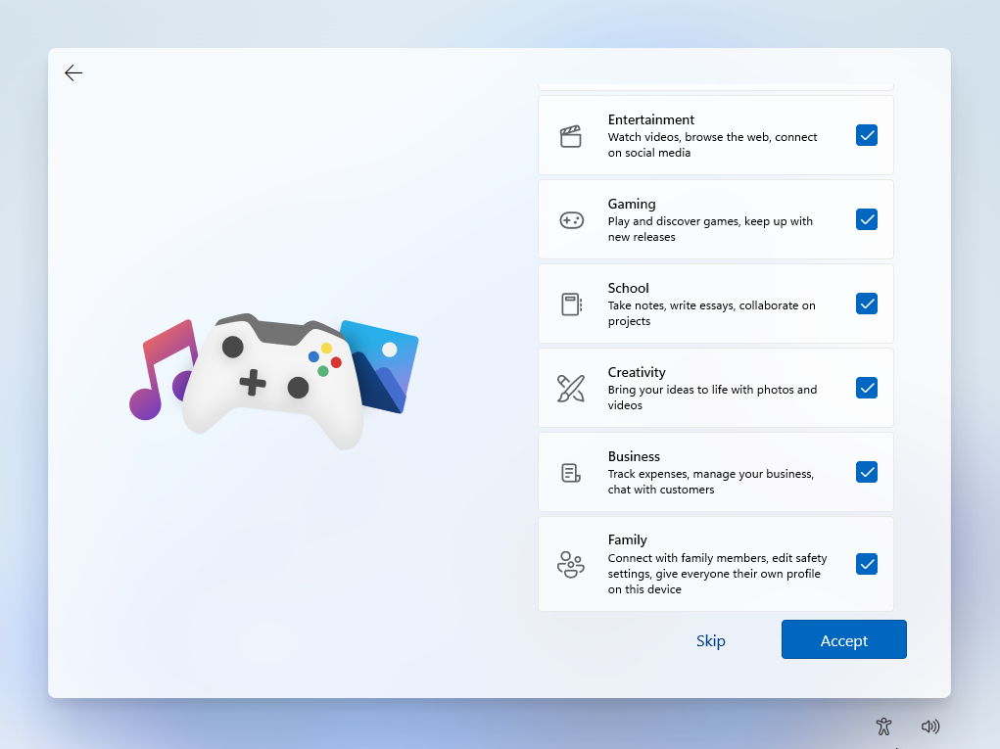 Entertainment
Watch videos, browse the web, connect
on social media
Gaming
Play and discover games, keep up with
new releases
School
Take notes, write essays, collaborate on
projects
Creativity
Bring your ideas to life with photos and
videos
Business
Track expenses, manage your business,
chat with customers
Family
Connect with family members, edit safety
settings, give everyone their own profile
on this device
Skip
Accept